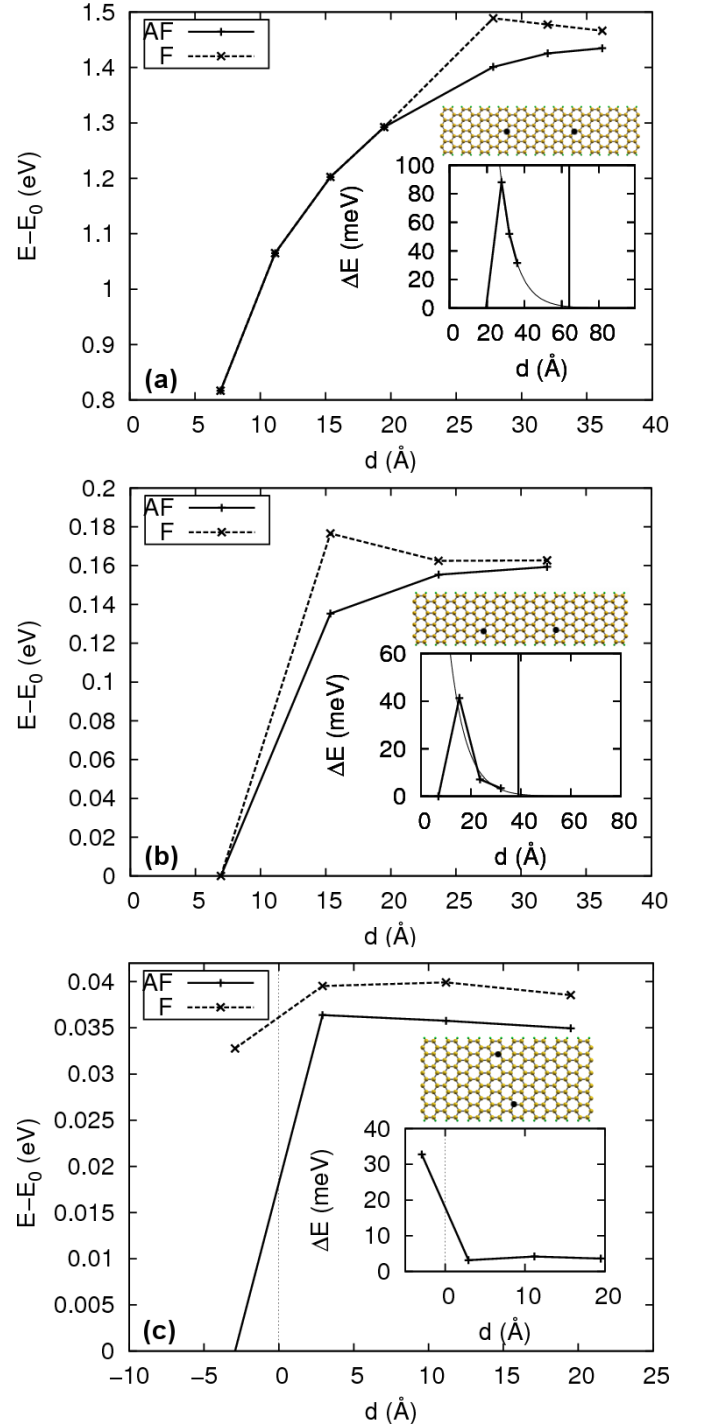 1.5
1.4
1.3
1.2
1.1
1
0.9
0.8
E−E0 (eV)
AF
F
100
80
60
40
20
0
ΔE (meV)
0 20 40 60 80
d (Å)
(a)
0 5 10 15 20 25 30 35 40
d (Å)
0.2
0.18
0.16
0.14
0.12
0.1
0.08
0.06
0.04
0.02
0
E−E0 (eV)
AF
F
60
40
20
0
ΔE (meV)
0 20 40 60 80
d (Å)
(b)
0 5 10 15 20 25 30 35 40
d (Å)
0.04
0.035
0.03
0.025
0.02
0.015
0.01
0.005
0
E−E0 (eV)
AF
F
40
30
20
10
0
ΔE (meV)
0 10 20
d (Å)
(c)
−10 −5 0 5 10 15 20 25
d (Å)